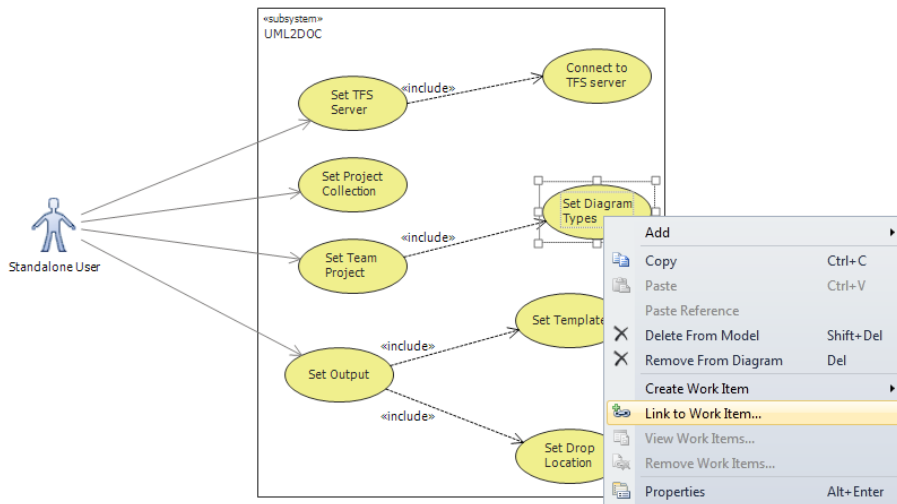 «subsystem»
UML2DOC
Connect to
TFS server
«include»
Set TFS
Server
Set Project
Collection
Set Diagram
Types
Standalone User
«include»
Set Team
Project
Set Template
«include»
Set Output
«include»
Set Drop
Location
Add
Copy Ctrl+C
Paste Ctrl+V
Paste Reference
Delete From Model Shift+Del
Remove From Diagram Del
Create Work Item
Link to Work Item...
View Work Items...
Remove Work Items...
Properties Alt+Enter